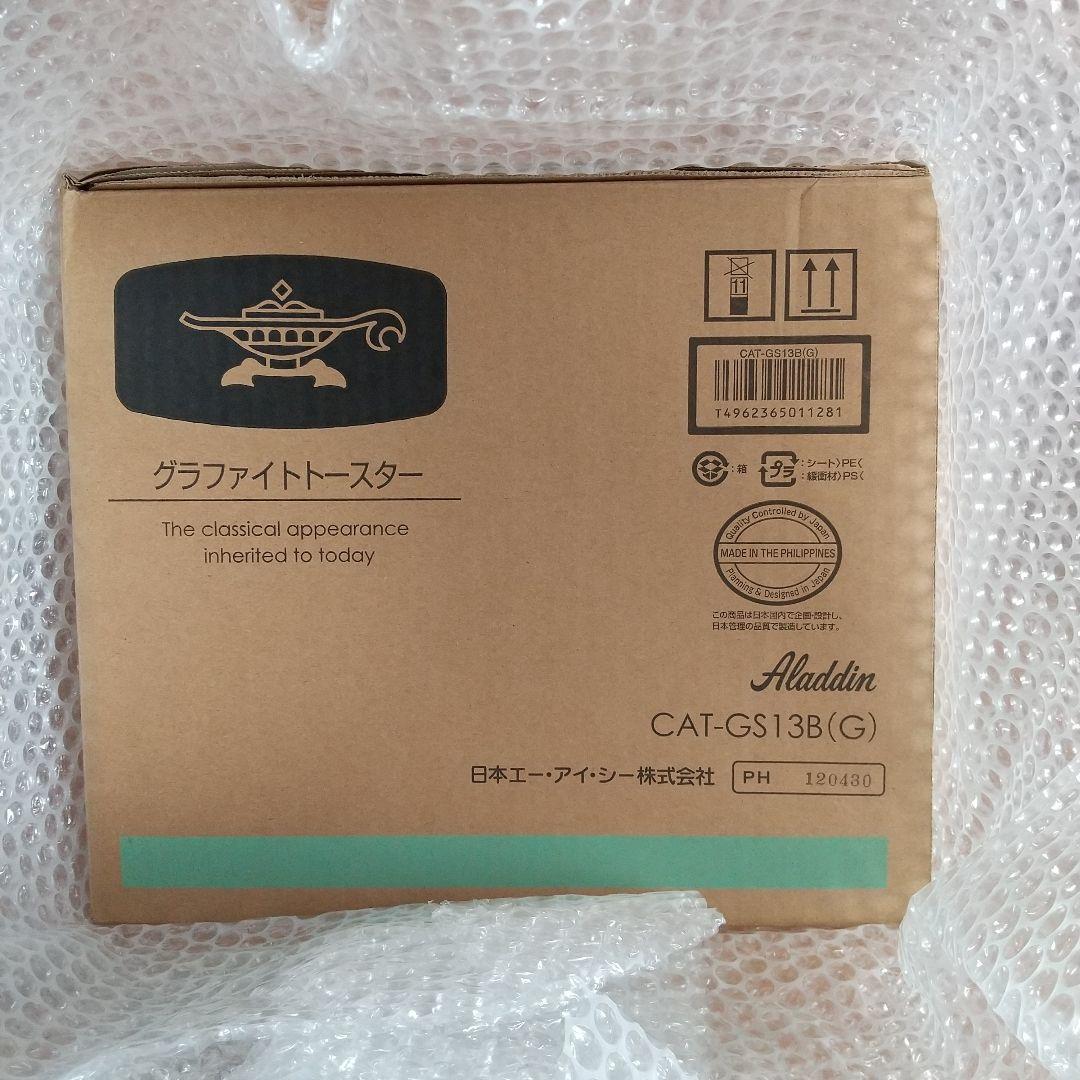 グラファイトトースター
The classical appearance
inherited to today
11
CAT-GS13B(G)
T4962365011281
:箱
プラ
:シート〉PE〈
:緩衝材〉PS〈
Quality Controlled by Japan
MADE IN THE PHILIPPINES
Planning & Designed in Japan
この商品は日本国内で企画・設計し、
日本管理の品質で製造しています。
Aladdin
CAT-GS13B(G)
日本エー・アイ・シー株式会社 PH 120430